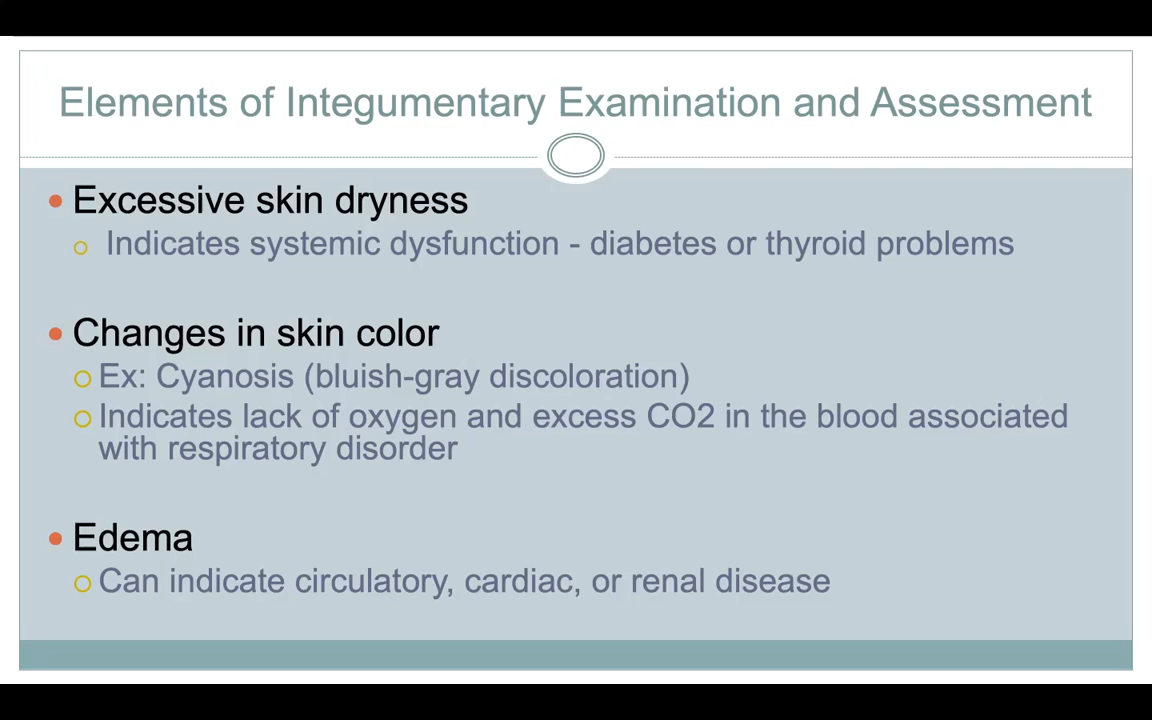 Elements of Integumentary Examination and Assessment
Excessive skin dryness
Indicates systemic dysfunction - diabetes or thyroid problems
Changes in skin color
Ex: Cyanosis (bluish-gray discoloration)
Indicates lack of oxygen and excess CO2 in the blood associated
with respiratory disorder
Edema
Can indicate circulatory, cardiac, or renal disease